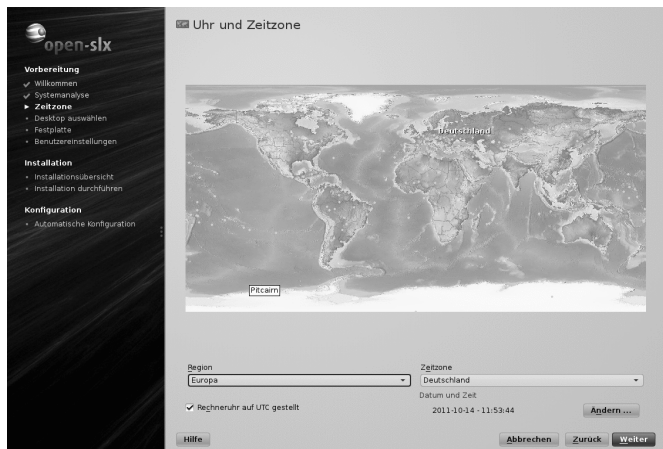 Uhr und Zeitzone
open-slx
Vorbereitung
Willkommen
Systemanalyse
Zeitzone
Desktop auswählen
Festplatte
Benutzereinstellungen
Installation
Installationsübersicht
Installation durchführen
Konfiguration
Automatische Konfiguration
Deutschland
Pitcairn
Region
Europa
Zeitzone
Deutschland
Rechneruhr auf UTC gestellt
Datum und Zeit
2011-10-14 - 11:53:44
Ändern ...
Hilfe
Abbrechen
Zurück
Weiter